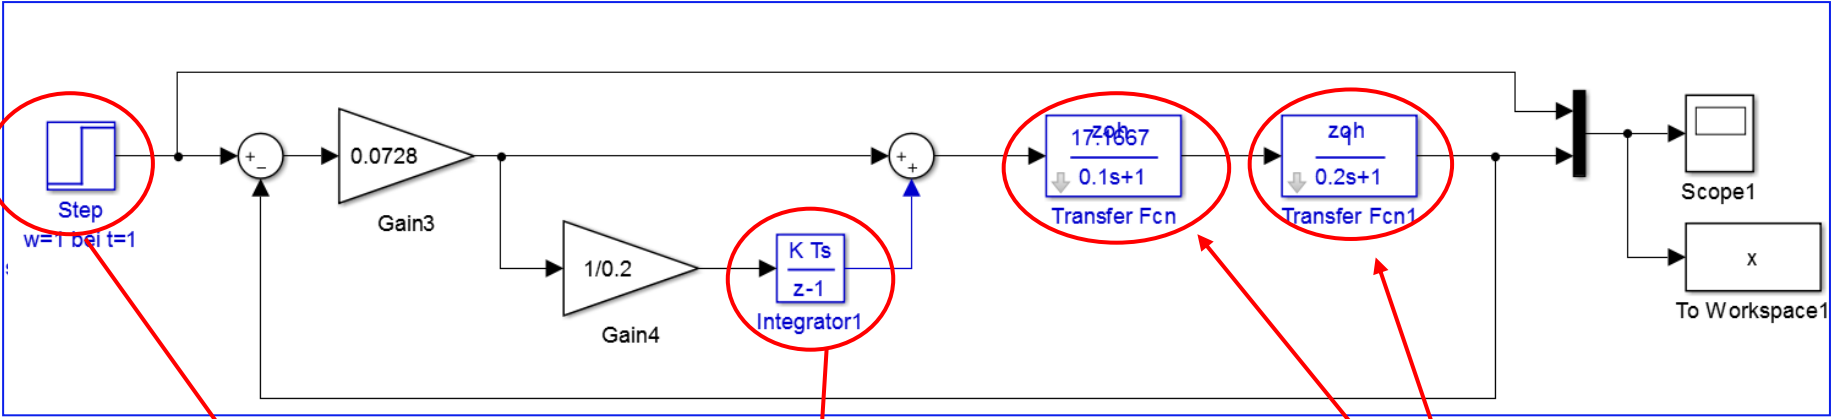 Step
w=1 bei t=1
+
−
0.0728
Gain3
1/0.2
Gain4
K Ts
z-1
Integrator1
+
+
zoh
17.1667
0.1s+1
Transfer Fcn
zoh
1
0.2s+1
Transfer Fcn1
Scope1
x
To Workspace1